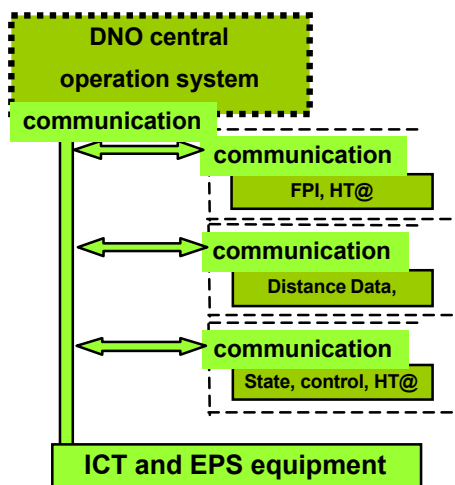 DNO central
operation system
communication
communication
FPI, HT@
communication
Distance Data,
communication
State, control, HT@
ICT and EPS equipment